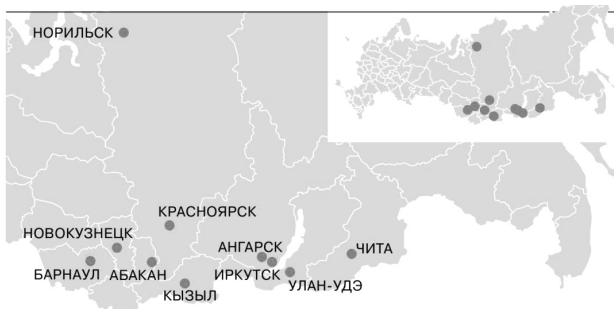 НОРИЛЬСК
КРАСНОЯРСК
НОВОКУЗНЕЦК
АНГАРСК
ЧИТА
БАРНАУЛ
АБАКАН
ИРКУТСК
УЛАН-УДЭ
КЫЗЫЛ